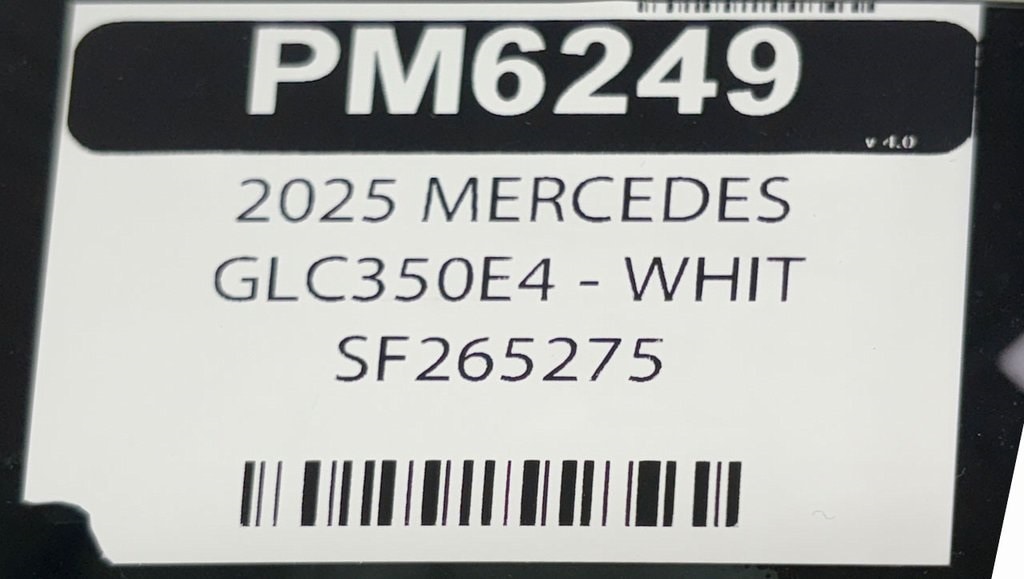 PM6249
v 4.0
2025 MERCEDES
GLC350E4 - WHIT
SF265275